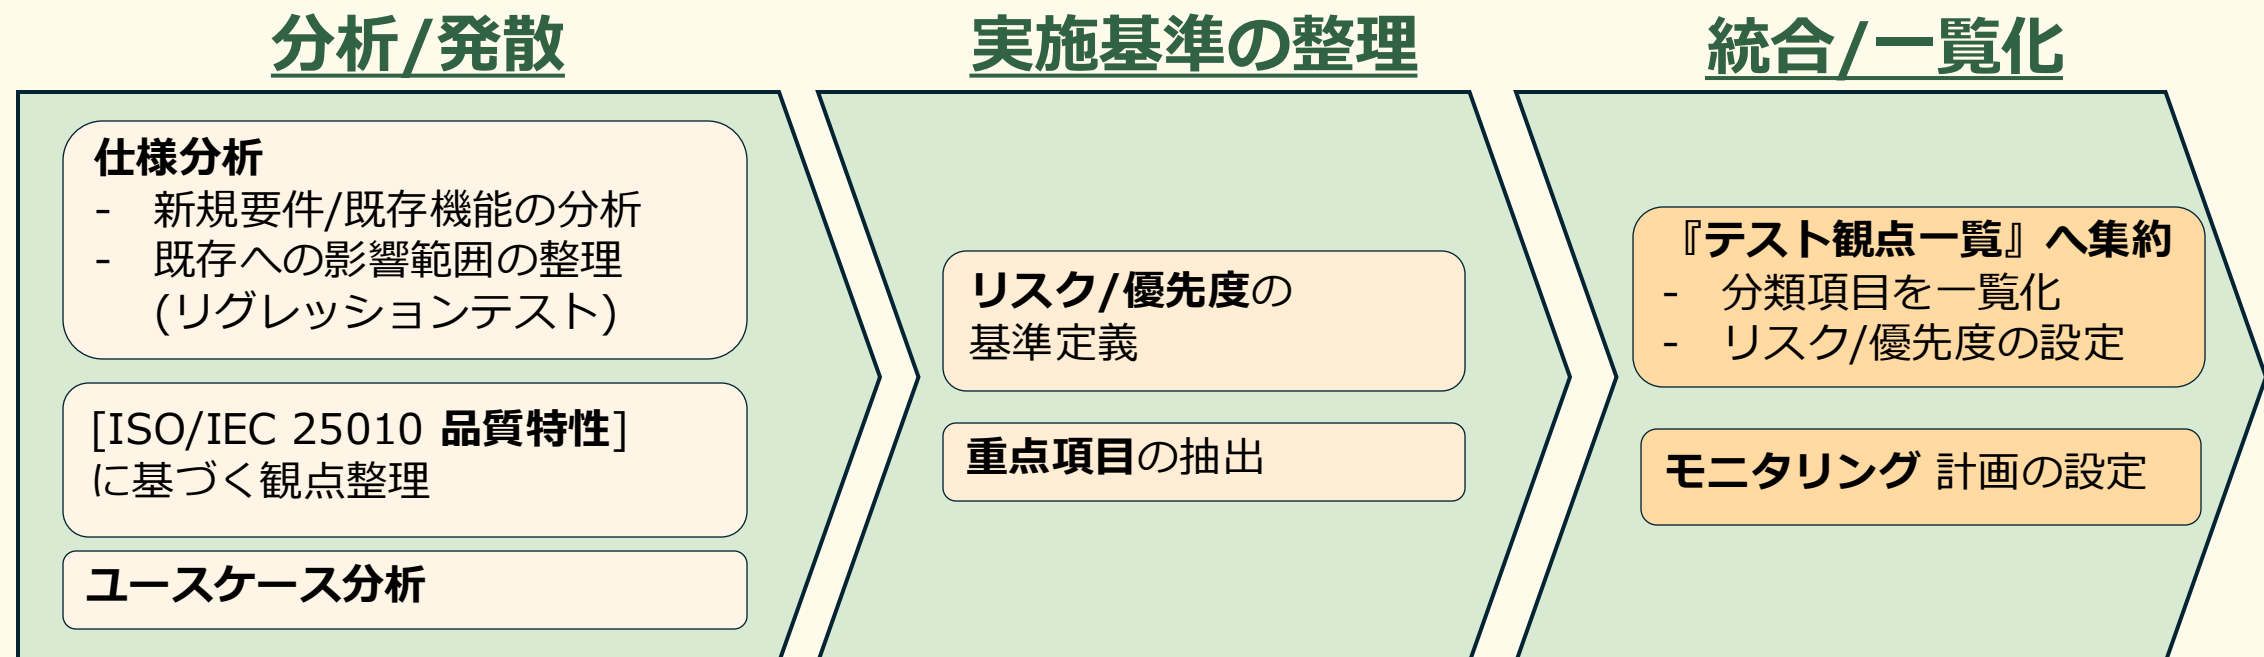 分析/発散
仕様分析
- 新規要件/既存機能の分析
- 既存への影響範囲の整理
(リグレッションテスト)
[ISO/IEC 25010 品質特性]
に基づく観点整理
ユースケース分析
実施基準の整理
リスク/優先度の
基準定義
重点項目の抽出
統合/一覧化
『テスト観点一覧』へ集約
- 分類項目を一覧化
- リスク/優先度の設定
モニタリング 計画の設定